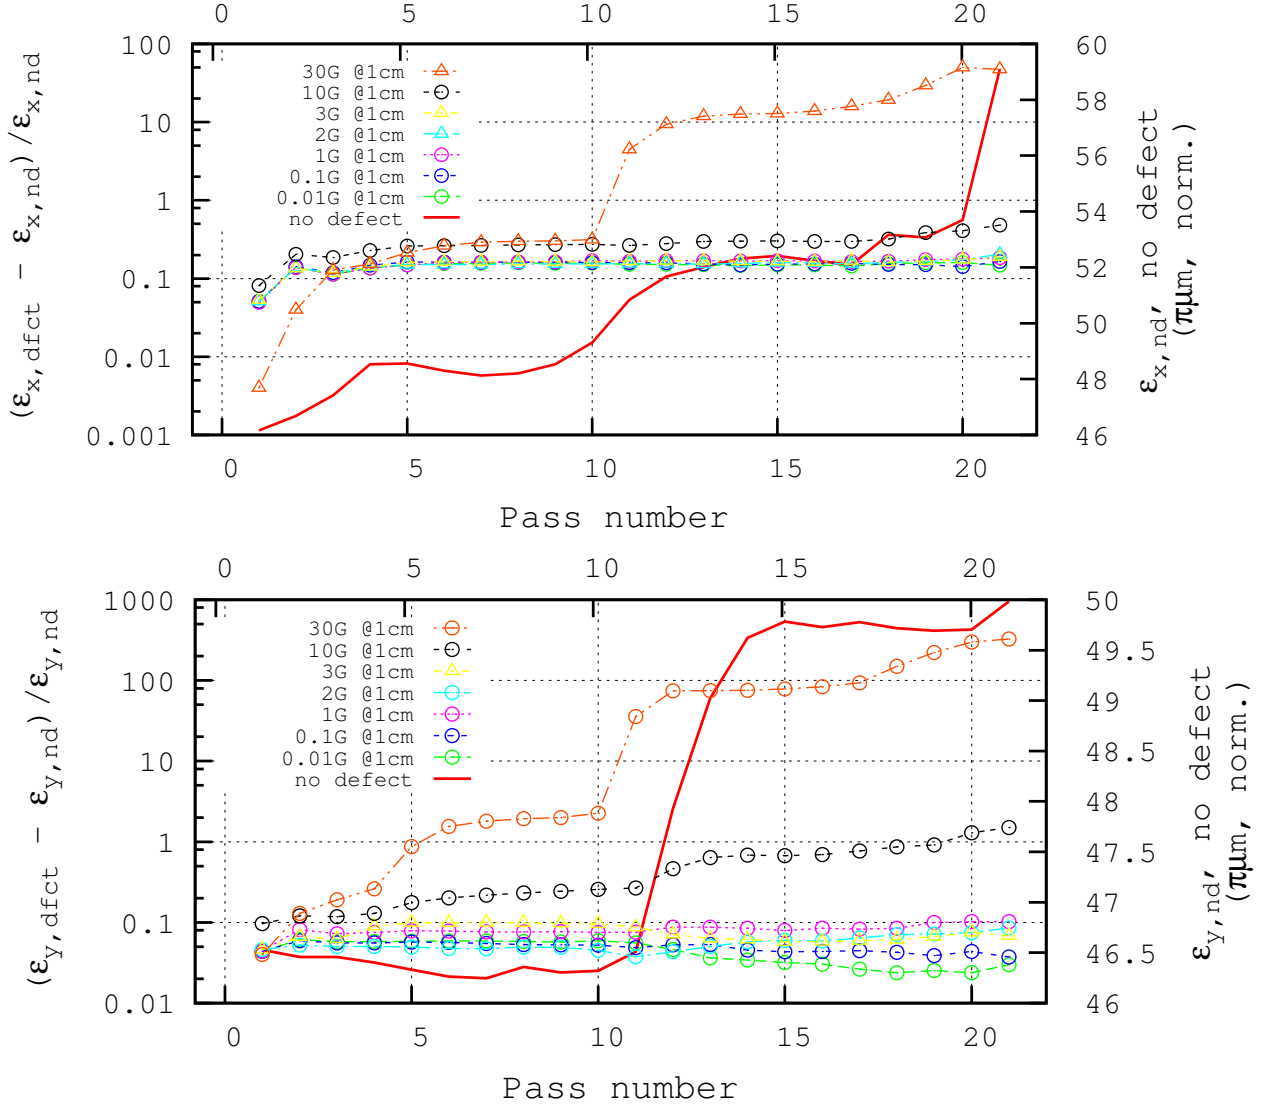 0 5 10 15 20
100
10
1
0.1
0.01
0.001
(εx,dfct − εx,nd)/εx,nd
30G @1cm
10G @1cm
3G @1cm
2G @1cm
1G @1cm
0.1G @1cm
0.01G @1cm
no defect
60
58
56
54
52
50
48
46
εx,nd, no defect
(πμm, norm.)
0 5 10 15 20
Pass number
0 5 10 15 20
1000
100
10
1
0.1
0.01
(εy,dfct − εy,nd)/εy,nd
30G @1cm
10G @1cm
3G @1cm
2G @1cm
1G @1cm
0.1G @1cm
0.01G @1cm
no defect
50
49.5
49
48.5
48
47.5
47
46.5
46
εy,nd, no defect
(πμm, norm.)
0 5 10 15 20
Pass number